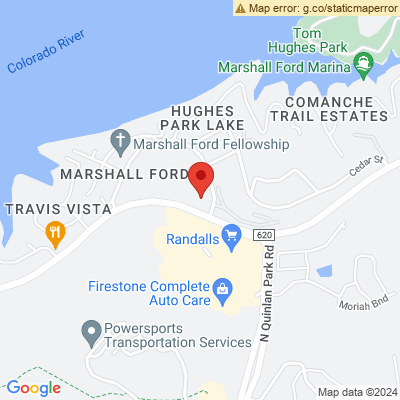 Map error: g.co/staticmaperror
Colorado River
Tom
Hughes Park
Marshall Ford Marina
HUGHES
PARK LAKE
COMANCHE
TRAIL ESTATES
Marshall Ford Fellowship
Cedar St
MARSHALL FORD
TRAVIS VISTA
620
Randalls
N Quinlan Park Rd
Firestone Complete
Auto Care
Moriah Bnd
Powersports
Transportation Services
Google
Map data ©2024